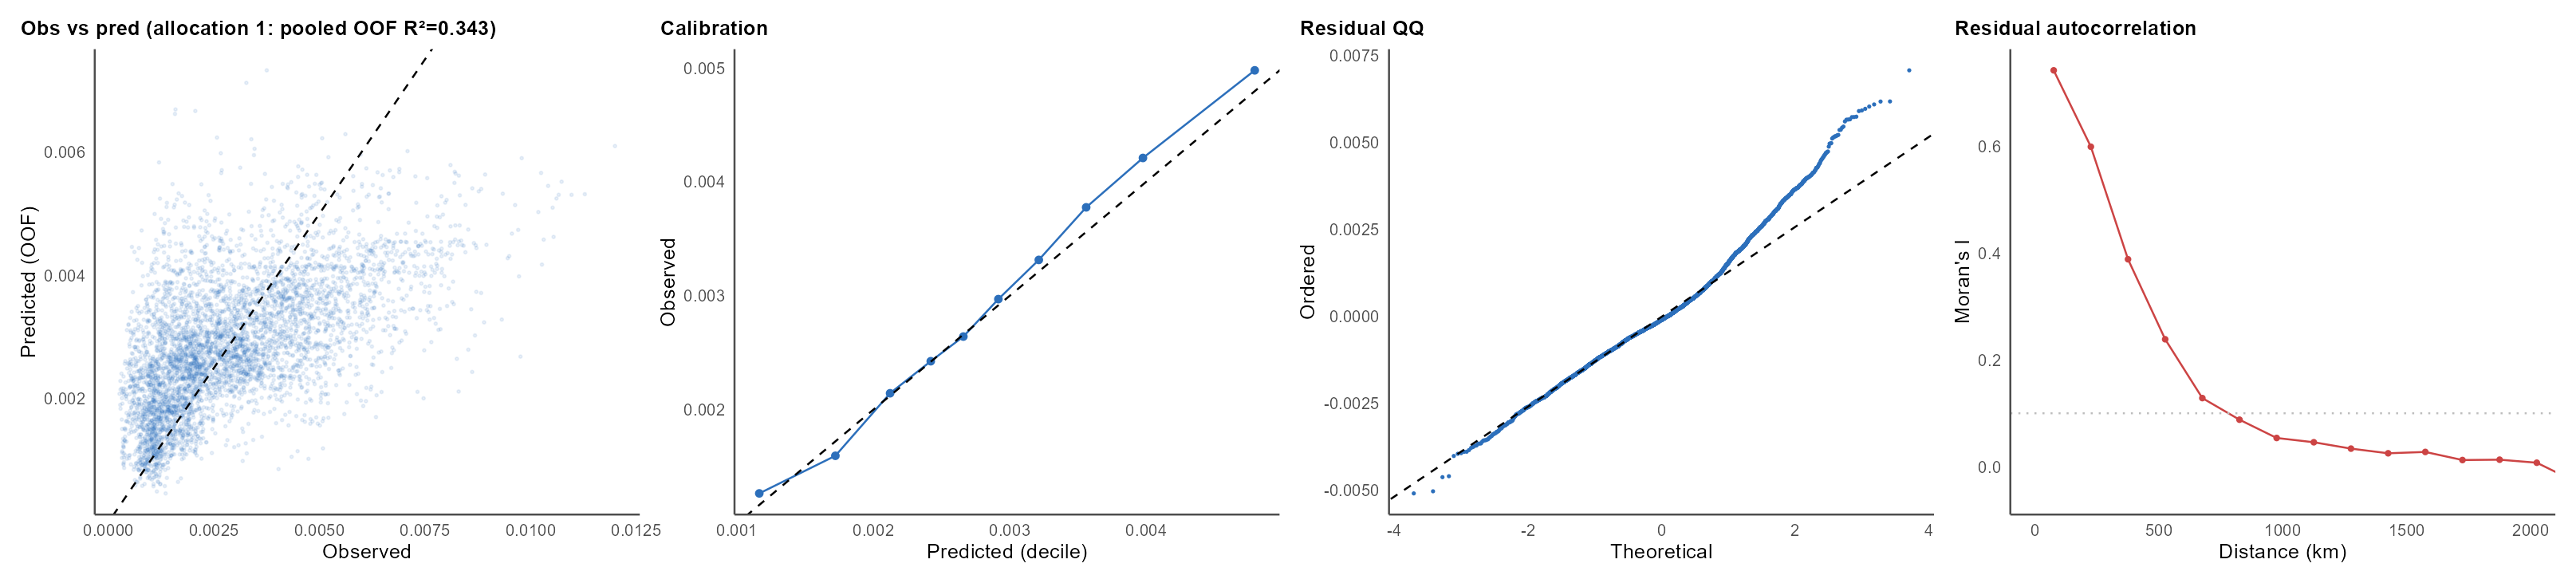 Obs vs pred (allocation 1: pooled OOF R²=0.343)
Predicted (OOF)
0.006
0.004
0.002
0.0000 0.0025 0.0050 0.0075 0.0100 0.0125
Observed
Calibration
Observed
0.005
0.004
0.003
0.002
0.001 0.002 0.003 0.004
Predicted (decile)
Residual QQ
Ordered
0.0075
0.0050
0.0025
0.0000
-0.0025
-0.0050
-4 -2 0 2 4
Theoretical
Residual autocorrelation
Moran's I
0.6
0.4
0.2
0.0
0 500 1000 1500 2000
Distance (km)